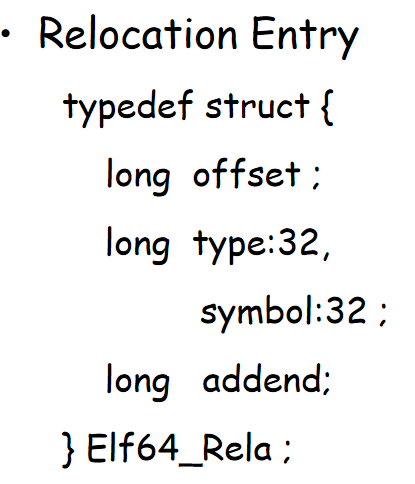 • Relocation Entry
typedef struct {
long offset ;
long type:32,
symbol:32 ;
long addend;
} Elf64_Rela ;